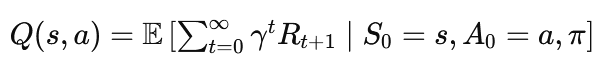 Q(s, a) = 𝔼 [∑_{t=0}^{∞} γ^t R_{t+1} | S_0 = s, A_0 = a, π]